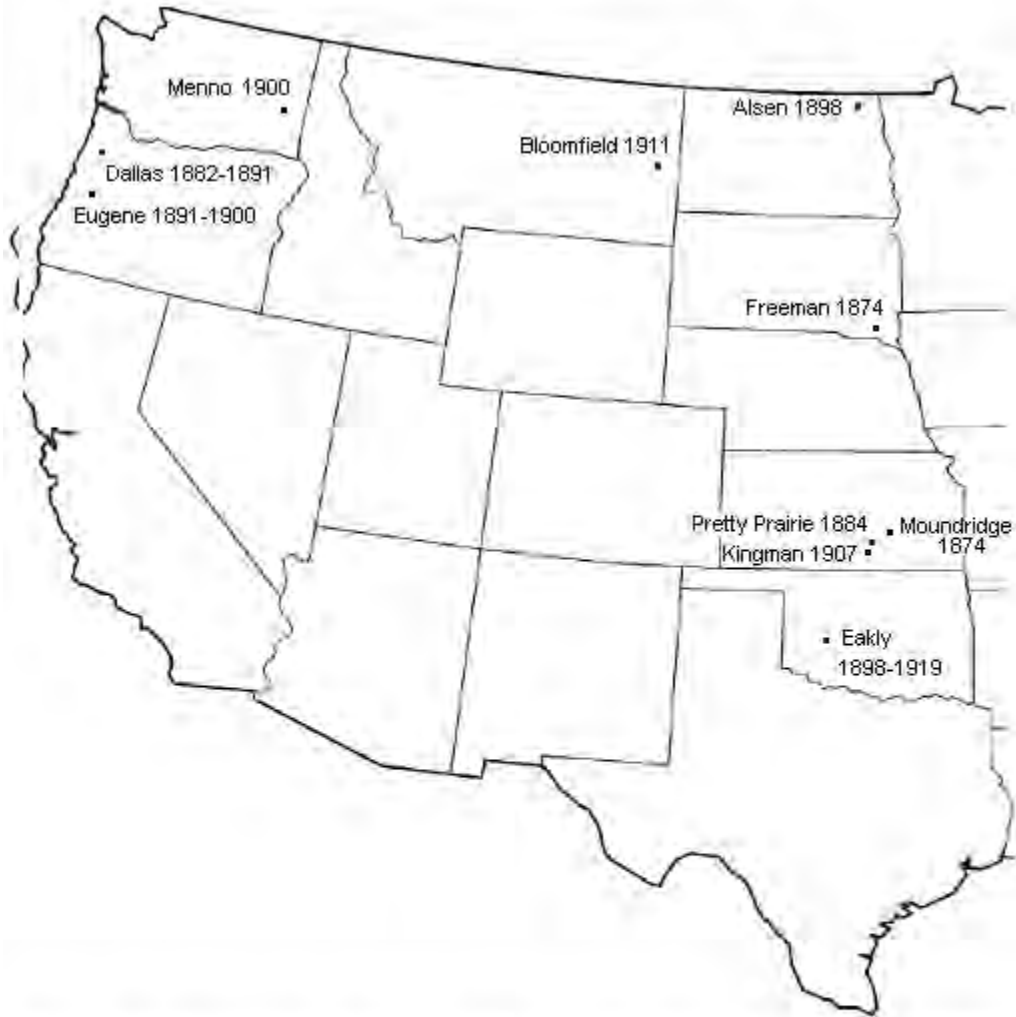 Menno 1900
Alsen 1898
Bloomfield 1911
Dallas 1882-1891
Eugene 1891-1900
Freeman 1874
Pretty Prairie 1884
Moundridge
1874
Kingman 1907
Eakly
1898-1919